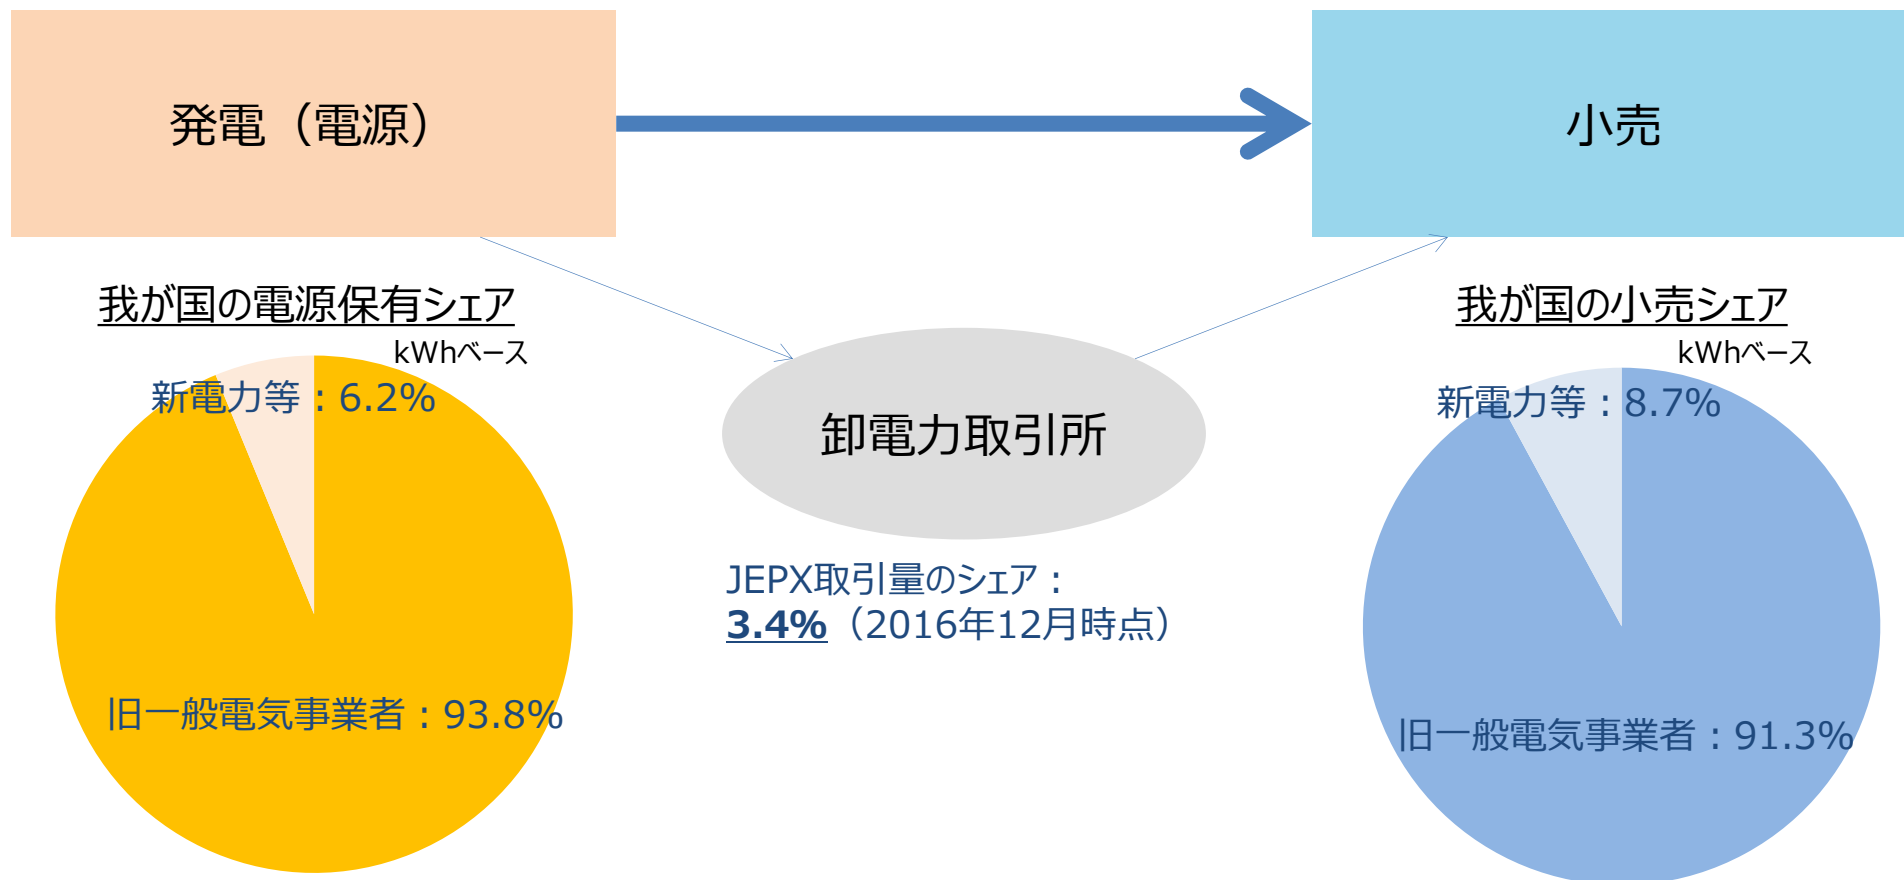 発電（電源）
小売
我が国の電源保有シェア
kWhベース
新電力等：6.2%
旧一般電気事業者：93.8%
卸電力取引所
JEPX取引量のシェア：
3.4%（2016年12月時点）
我が国の小売シェア
kWhベース
新電力等：8.7%
旧一般電気事業者：91.3%